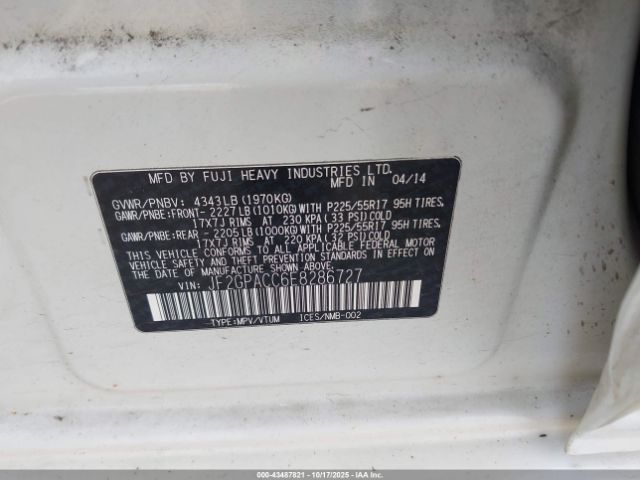 MFD BY FUJI HEAVY INDUSTRIES LTD.
MFD IN 04/14
GVWR/PNBV: 4343LB(1970KG)
GAWR/PNBE:FRONT- 2227LB(1010KG)WITH P225/55R17 95H TIRES,
17X7J RIMS AT 230 KPA(33 PSI)COLD
GAWR/PNBE:REAR -2205LB(1000KG)WITH P225/55R17 95H TIRES,
17X7J RIMS AT 220 KPA(32 PSI)COLD
THIS VEHICLE CONFORMS TO ALL APPLICABLE FEDERAL MOTOR
VEHICLE SAFETY AND THEFT PREVENTION STANDARDS IN EFFECT
ON THE DATE OF MANUFACTURE SHOWN ABOVE.
VIN: JF2GPACC6E8286727
TYPE:MPV/VTUM ICES/NMB-002
000-43487821 - 10/17/2025 - IAAI.COM